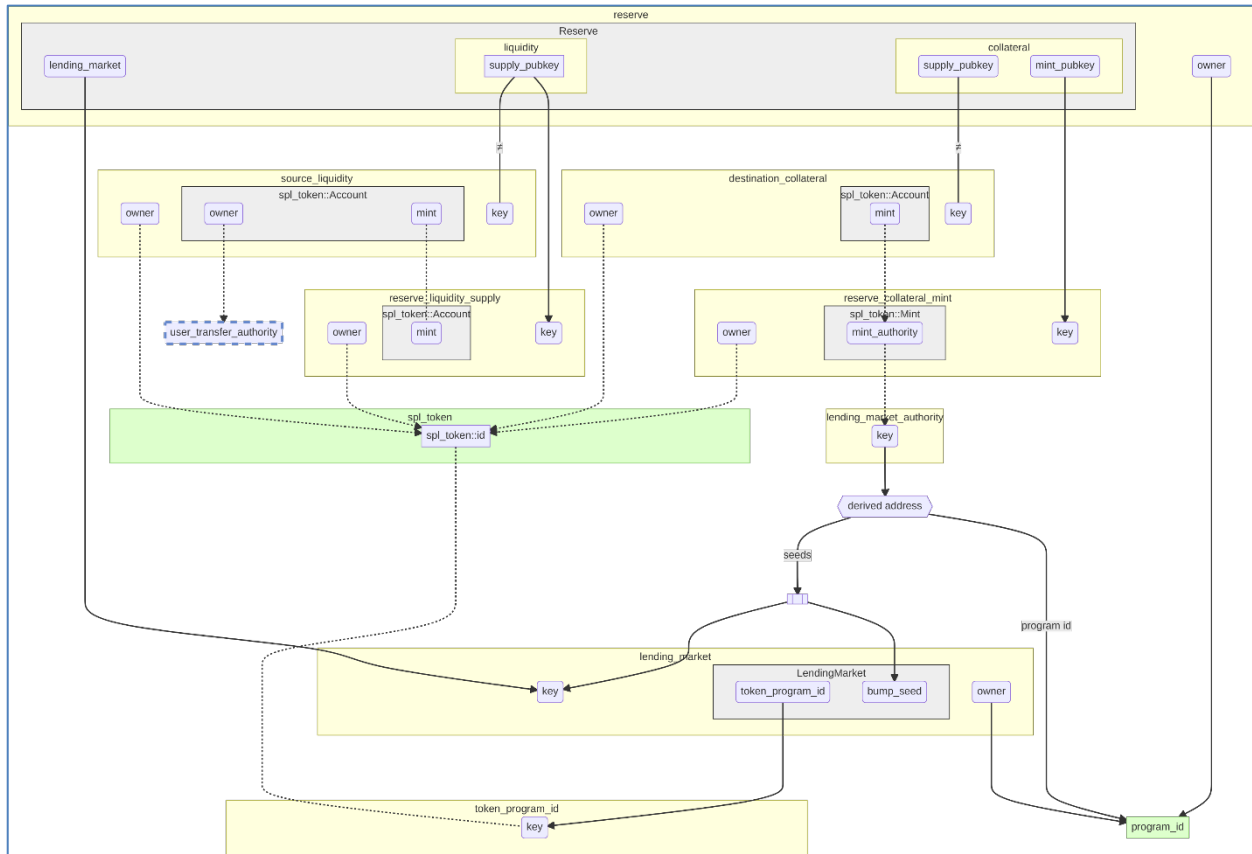 reserve
Reserve
liquidity
collateral
lending_market
supply_pubkey
supply_pubkey
mint_pubkey
owner
source_liquidity
destination_collateral
spl_token::Account
spl_token::Account
owner
owner
mint
key
owner
mint
key
reserve_liquidity_supply
reserve_collateral_mint
spl_token::Account
spl_token::Mint
user_transfer_authority
owner
mint
key
owner
mint_authority
key
spl_token
lending_market_authority
spl_token::id
key
derived address
seeds
program id
lending_market
LendingMarket
key
token_program_id
bump_seed
owner
token_program_id
key
program_id